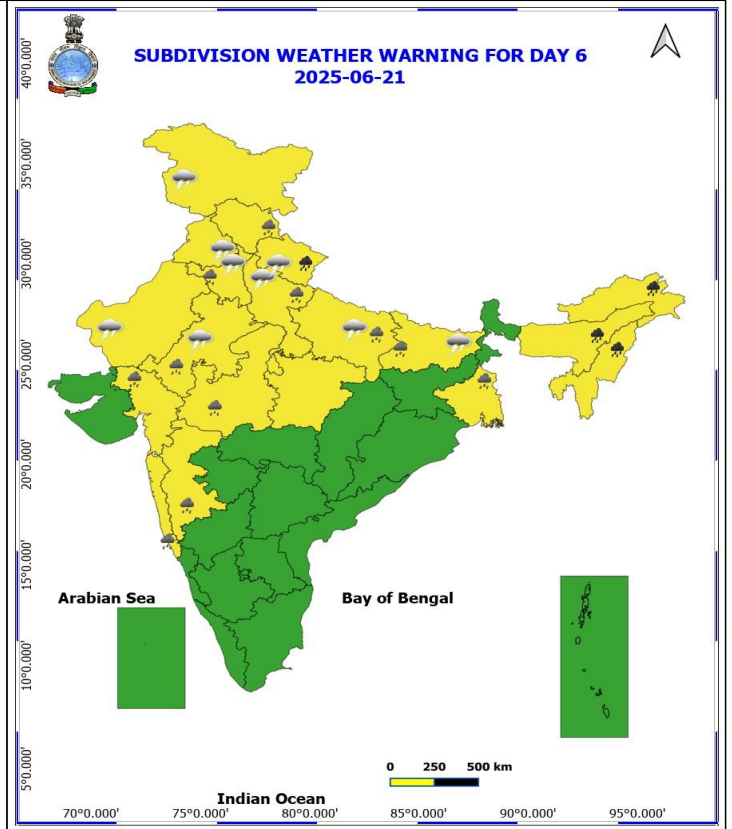 SUBDIVISION WEATHER WARNING FOR DAY 6
2025-06-21
40°0.000'
35°0.000'
30°0.000'
25°0.000'
20°0.000'
15°0.000'
10°0.000'
5°0.000'
Arabian Sea
Bay of Bengal
0 250 500 km
Indian Ocean
70°0.000' 75°0.000' 80°0.000' 85°0.000' 90°0.000' 95°0.000'